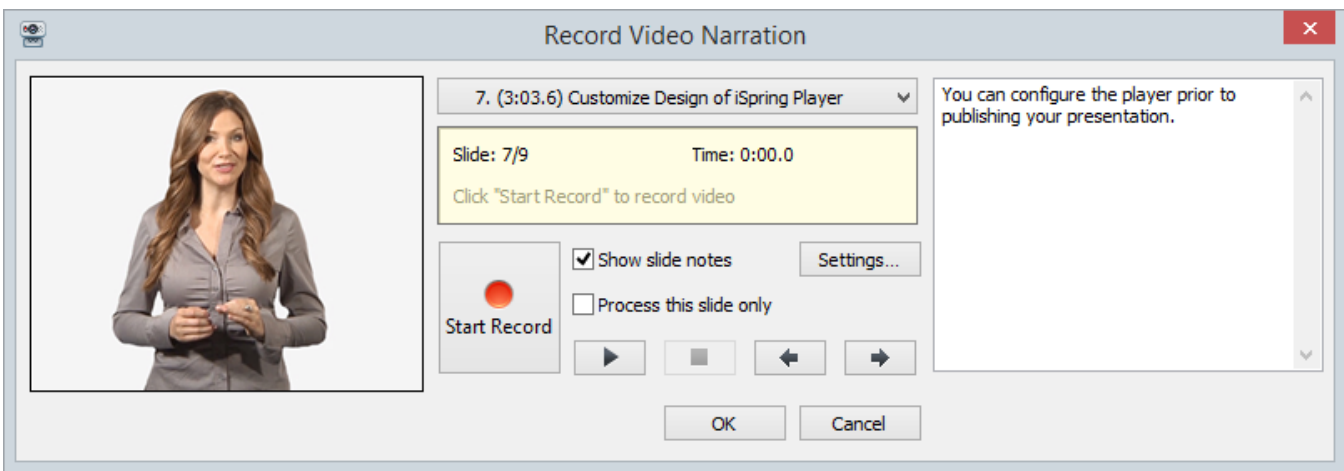 Record Video Narration
7. (3:03.6) Customize Design of iSpring Player
Slide: 7/9 Time: 0:00.0
Click "Start Record" to record video
Start Record
Show slide notes
Settings...
Process this slide only
OK
Cancel
You can configure the player prior to
publishing your presentation.